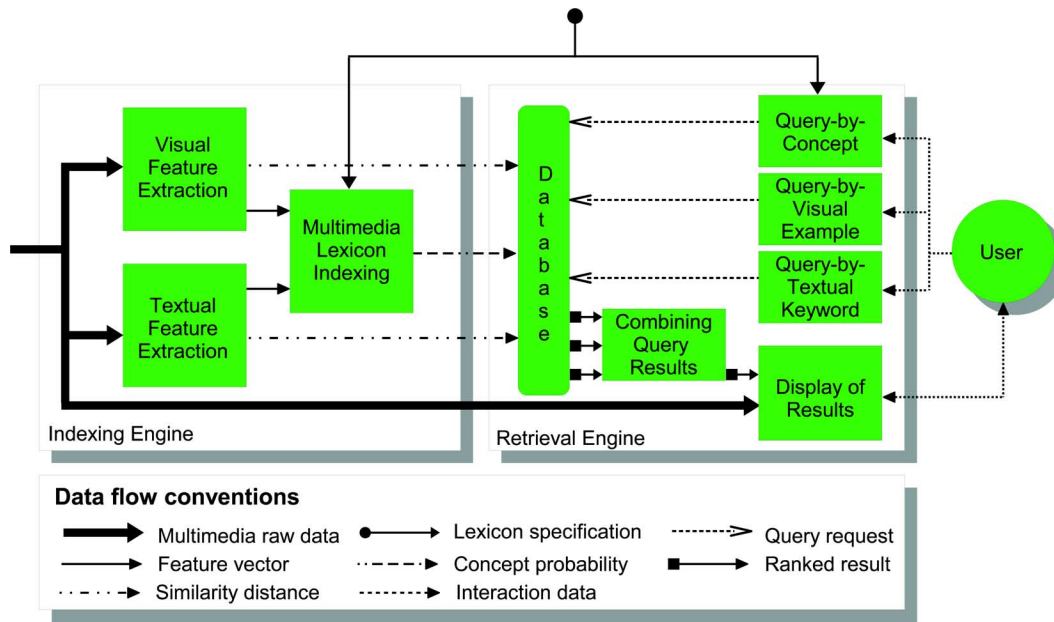 Visual
Feature
Extraction
Textual
Feature
Extraction
Multimedia
Lexicon
Indexing
Indexing Engine
D
a
t
a
b
a
s
e
Query-by-
Concept
Query-by-
Visual
Example
Query-by-
Textual
Keyword
Combining
Query
Results
Display of
Results
Retrieval Engine
User
Data flow conventions
Multimedia raw data
Feature vector
Similarity distance
Lexicon specification
Concept probability
Interaction data
Query request
Ranked result